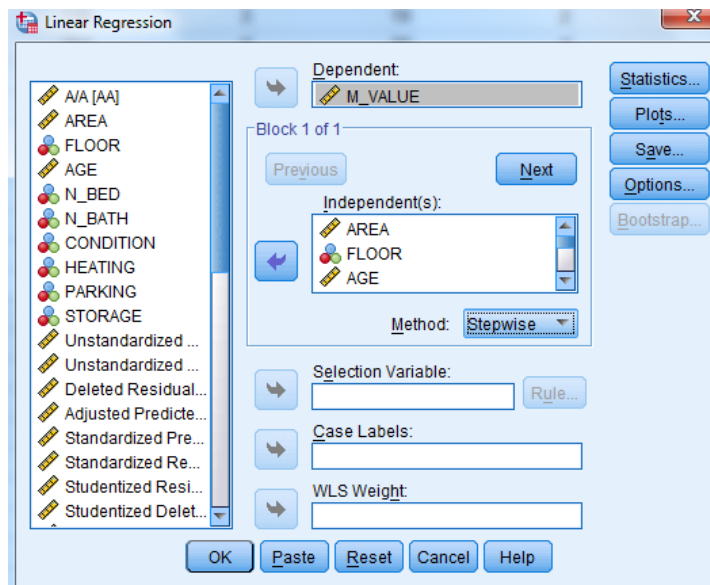 Linear Regression
A/A [AA]
AREA
FLOOR
AGE
N_BED
N_BATH
CONDITION
HEATING
PARKING
STORAGE
Unstandardized ...
Unstandardized ...
Deleted Residual...
Adjusted Predicte...
Standardized Pre...
Standardized Re...
Studentized Resi...
Studentized Delet...
Dependent:
M_VALUE
Block 1 of 1
Previous
Next
Independent(s):
AREA
FLOOR
AGE
Method: Stepwise
Selection Variable:
Rule...
Case Labels:
WLS Weight:
Statistics...
Plots...
Save...
Options...
Bootstrap...
OK Paste Reset Cancel Help